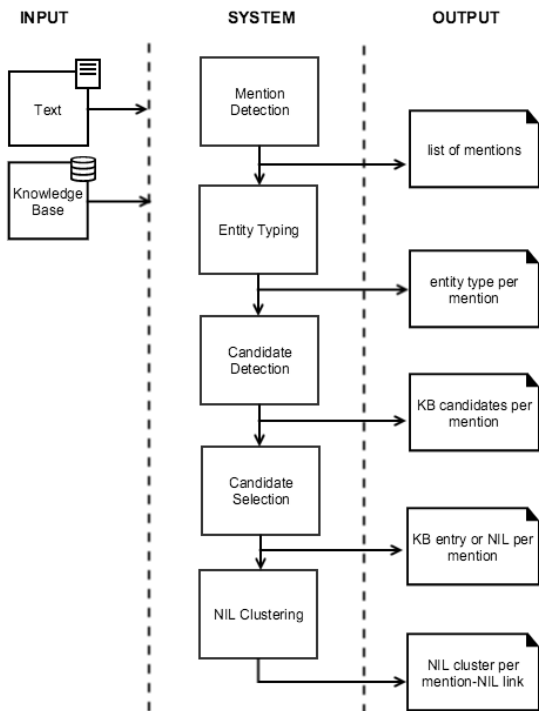 INPUT
SYSTEM
OUTPUT
Text
Knowledge
Base
Mention
Detection
list of mentions
Entity Typing
entity type per
mention
Candidate
Detection
KB candidates per
mention
Candidate
Selection
KB entry or NIL per
mention
NIL Clustering
NIL cluster per
mention-NIL link